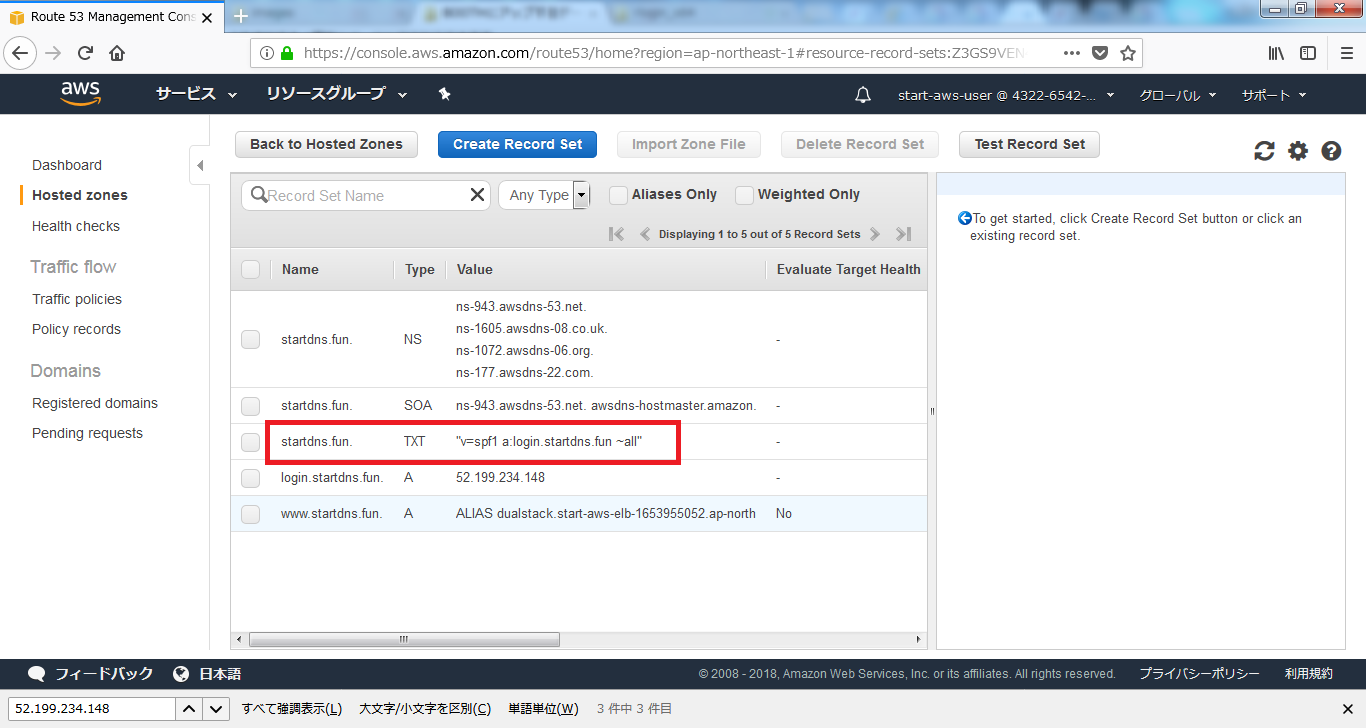 Route 53 Management Cons
https://console.aws.amazon.com/route53/home?region=ap-northeast-1#resource-record-sets:Z3GS9VEN
aws
サービス
リソースグループ
start-aws-user @ 4322-6542-...
グローバル
サポート
Dashboard
Hosted zones
Health checks
Traffic flow
Traffic policies
Policy records
Domains
Registered domains
Pending requests
Back to Hosted Zones
Create Record Set
Import Zone File
Delete Record Set
Test Record Set
Record Set Name
Any Type
Aliases Only
Weighted Only
Displaying 1 to 5 out of 5 Record Sets
Name Type Value Evaluate Target Health
startdns.fun. NS ns-943.awsdns-53.net.
ns-1605.awsdns-08.co.uk.
ns-1072.awsdns-06.org.
ns-177.awsdns-22.com.
-
startdns.fun. SOA ns-943.awsdns-53.net. awsdns-hostmaster.amazon. -
startdns.fun. TXT "v=spf1 a:login.startdns.fun ~all" -
login.startdns.fun. A 52.199.234.148 -
www.startdns.fun. A ALIAS dualstack.start-aws-elb-1653955052.ap-north No
To get started, click Create Record Set button or click an
existing record set.
フィードバック
日本語
© 2008 - 2018, Amazon Web Services, Inc. or its affiliates. All rights reserved.
プライバシーポリシー
利用規約
52.199.234.148
すべて強調表示(L)
大文字/小文字を区別(C)
単語単位(W)
3 件中 3 件目